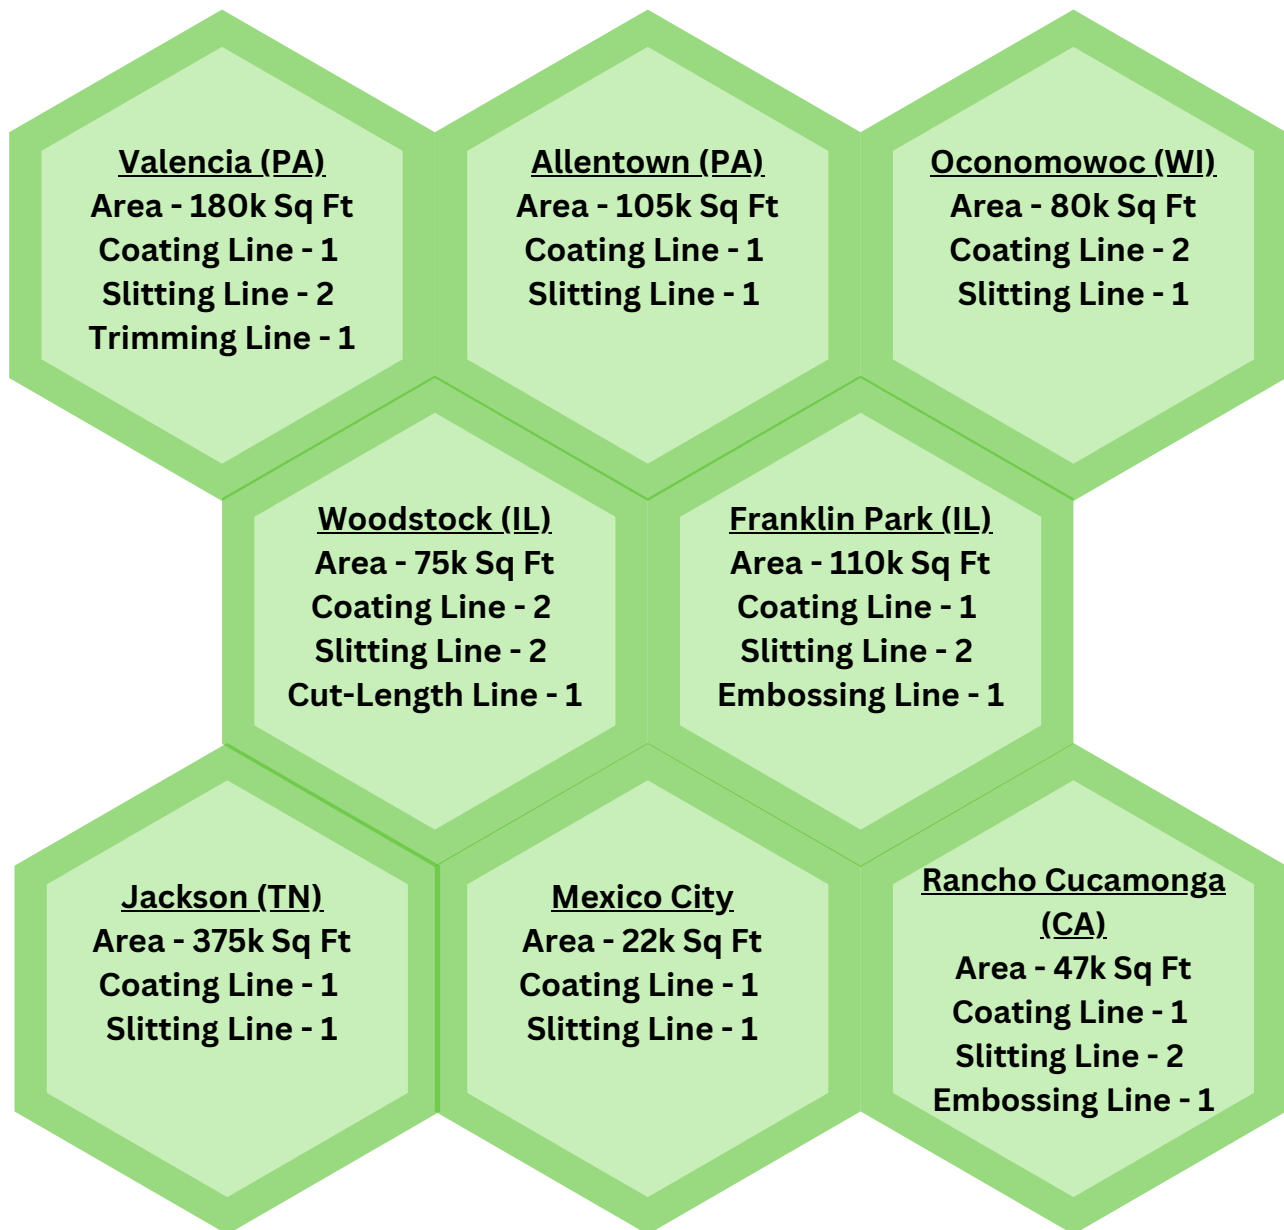 Valencia (PA)
Area - 180k Sq Ft
Coating Line - 1
Slitting Line - 2
Trimming Line - 1
Allentown (PA)
Area - 105k Sq Ft
Coating Line - 1
Slitting Line - 1
Oconomowoc (WI)
Area - 80k Sq Ft
Coating Line - 2
Slitting Line - 1
Woodstock (IL)
Area - 75k Sq Ft
Coating Line - 2
Slitting Line - 2
Cut-Length Line - 1
Franklin Park (IL)
Area - 110k Sq Ft
Coating Line - 1
Slitting Line - 2
Embossing Line - 1
Jackson (TN)
Area - 375k Sq Ft
Coating Line - 1
Slitting Line - 1
Mexico City
Area - 22k Sq Ft
Coating Line - 1
Slitting Line - 1
Rancho Cucamonga
(CA)
Area - 47k Sq Ft
Coating Line - 1
Slitting Line - 2
Embossing Line - 1